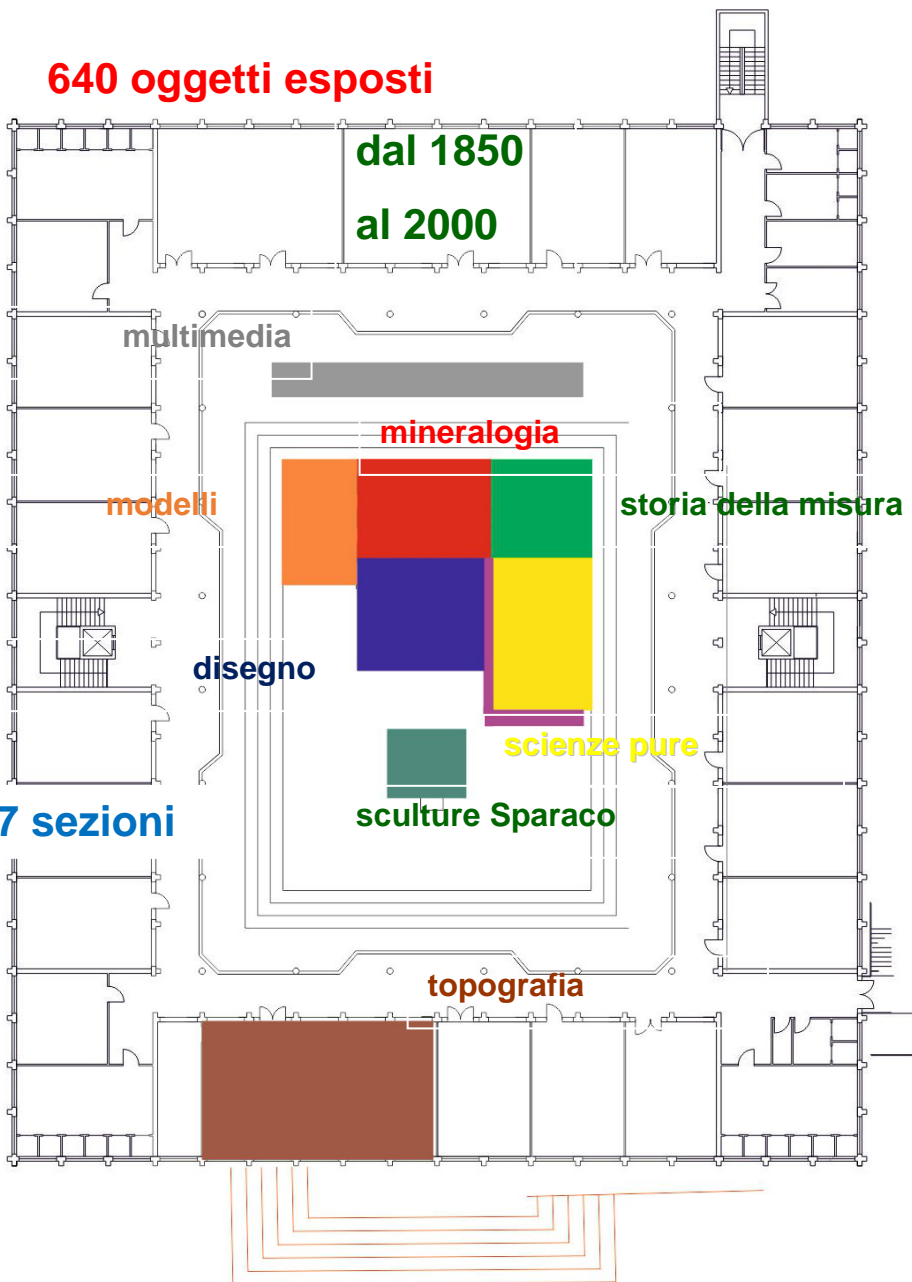 640 oggetti esposti
dal 1850
al 2000
multimedia
mineralogia
modelli
storia della misura
disegno
scienze pure
7 sezioni
sculture Sparaco
topografia